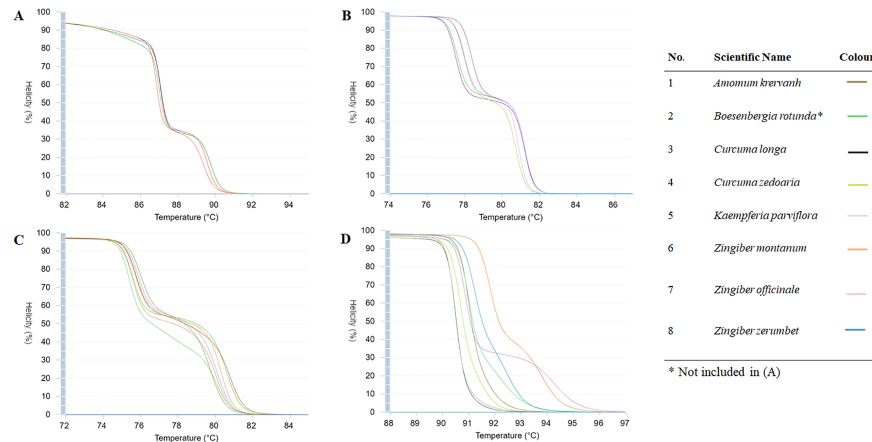 A
100
90
80
70
60
50
40
30
20
10
0
Helicity (%)
82 84 86 88 90 92 94
Temperature (°C)
B
100
90
80
70
60
50
40
30
20
10
0
Helicity (%)
74 76 78 80 82 84 86
Temperature (°C)
C
100
90
80
70
60
50
40
30
20
10
0
Helicity (%)
72 74 76 78 80 82 84
Temperature (°C)
D
100
90
80
70
60
50
40
30
20
10
0
Helicity (%)
88 89 90 91 92 93 94 95 96 97
Temperature (°C)
No. Scientific Name Colour
1 Amomum krervanh
2 Boesenbergia rotunda*
3 Curcuma longa
4 Curcuma zedoaria
5 Kaempferia parviflora
6 Zingiber montanum
7 Zingiber officinale
8 Zingiber zerumbet
* Not included in (A)